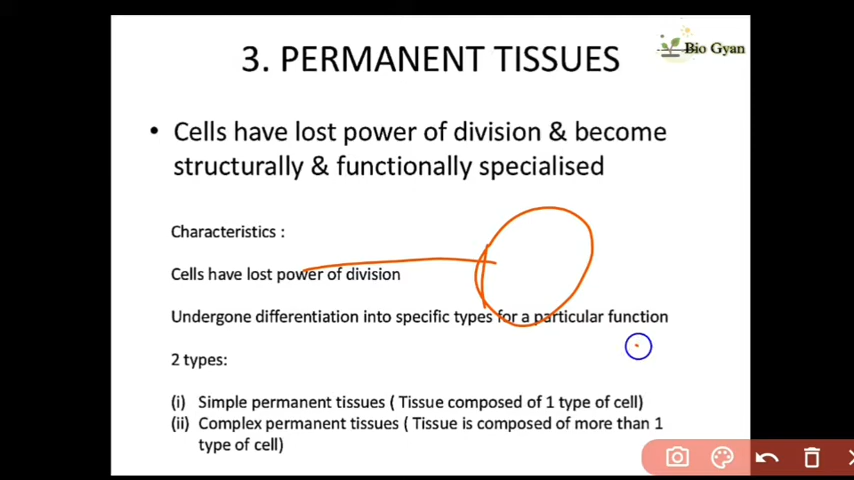 3. PERMANENT TISSUES
Bio Gyan
• Cells have lost power of division & become
structurally & functionally specialised
Characteristics :
Cells have lost power of division
Undergone differentiation into specific types for a particular function
2 types:
(i) Simple permanent tissues ( Tissue composed of 1 type of cell)
(ii) Complex permanent tissues ( Tissue is composed of more than 1
type of cell)